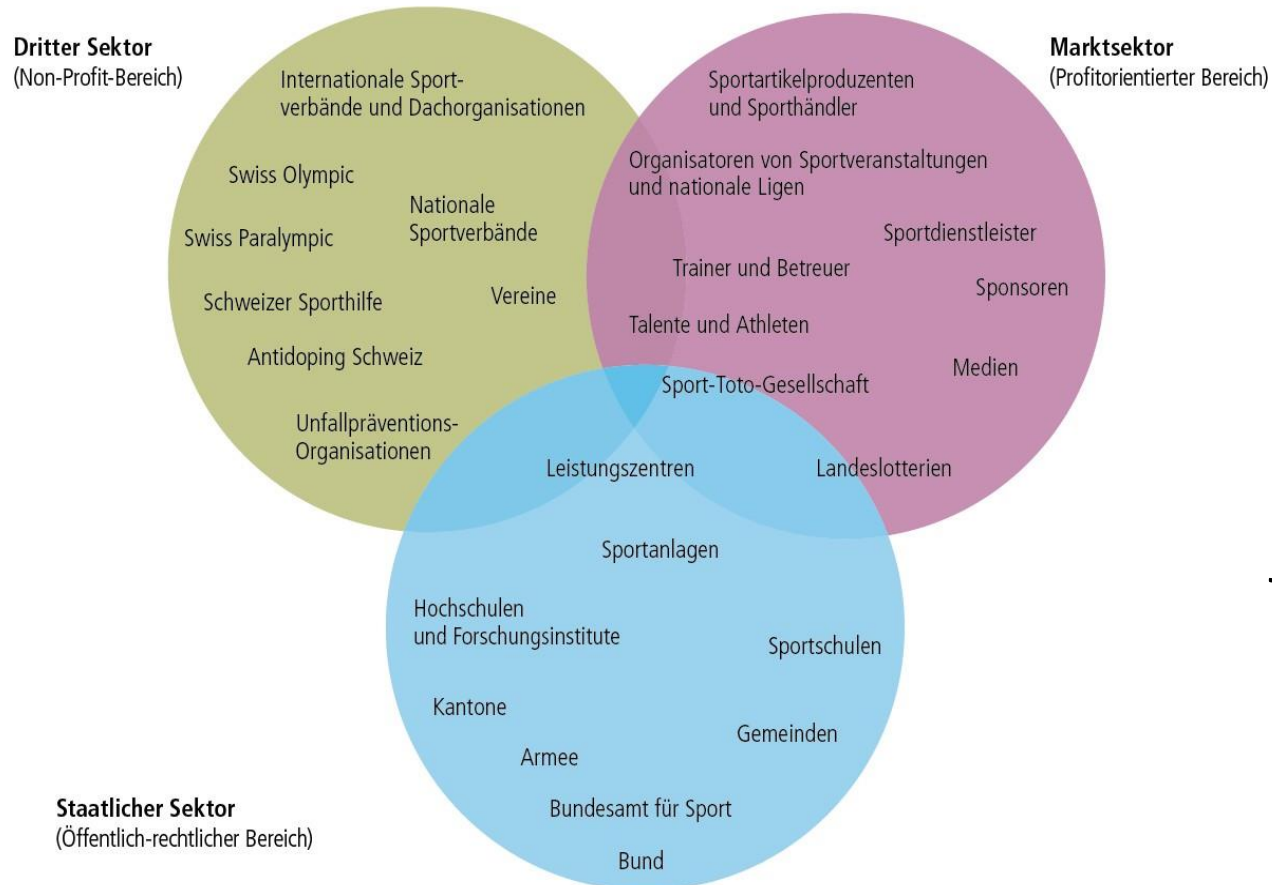 Dritter Sektor
(Non-Profit-Bereich)
Internationale Sport-
verbände und Dachorganisationen
Swiss Olympic
Nationale
Sportverbände
Swiss Paralympic
Schweizer Sporthilfe
Vereine
Antidoping Schweiz
Unfallpräventions-
Organisationen
Marktsektor
(Profitorientierter Bereich)
Sportartikelproduzenten
und Sporthändler
Organisatoren von Sportveranstaltungen
und nationale Ligen
Sportdienstleister
Trainer und Betreuer
Sponsoren
Talente und Athleten
Medien
Sport-Toto-Gesellschaft
Leistungszentren
Landeslotterien
Sportanlagen
Hochschulen
und Forschungsinstitute
Sportschulen
Kantone
Gemeinden
Armee
Bundesamt für Sport
Bund
Staatlicher Sektor
(Öffentlich-rechtlicher Bereich)